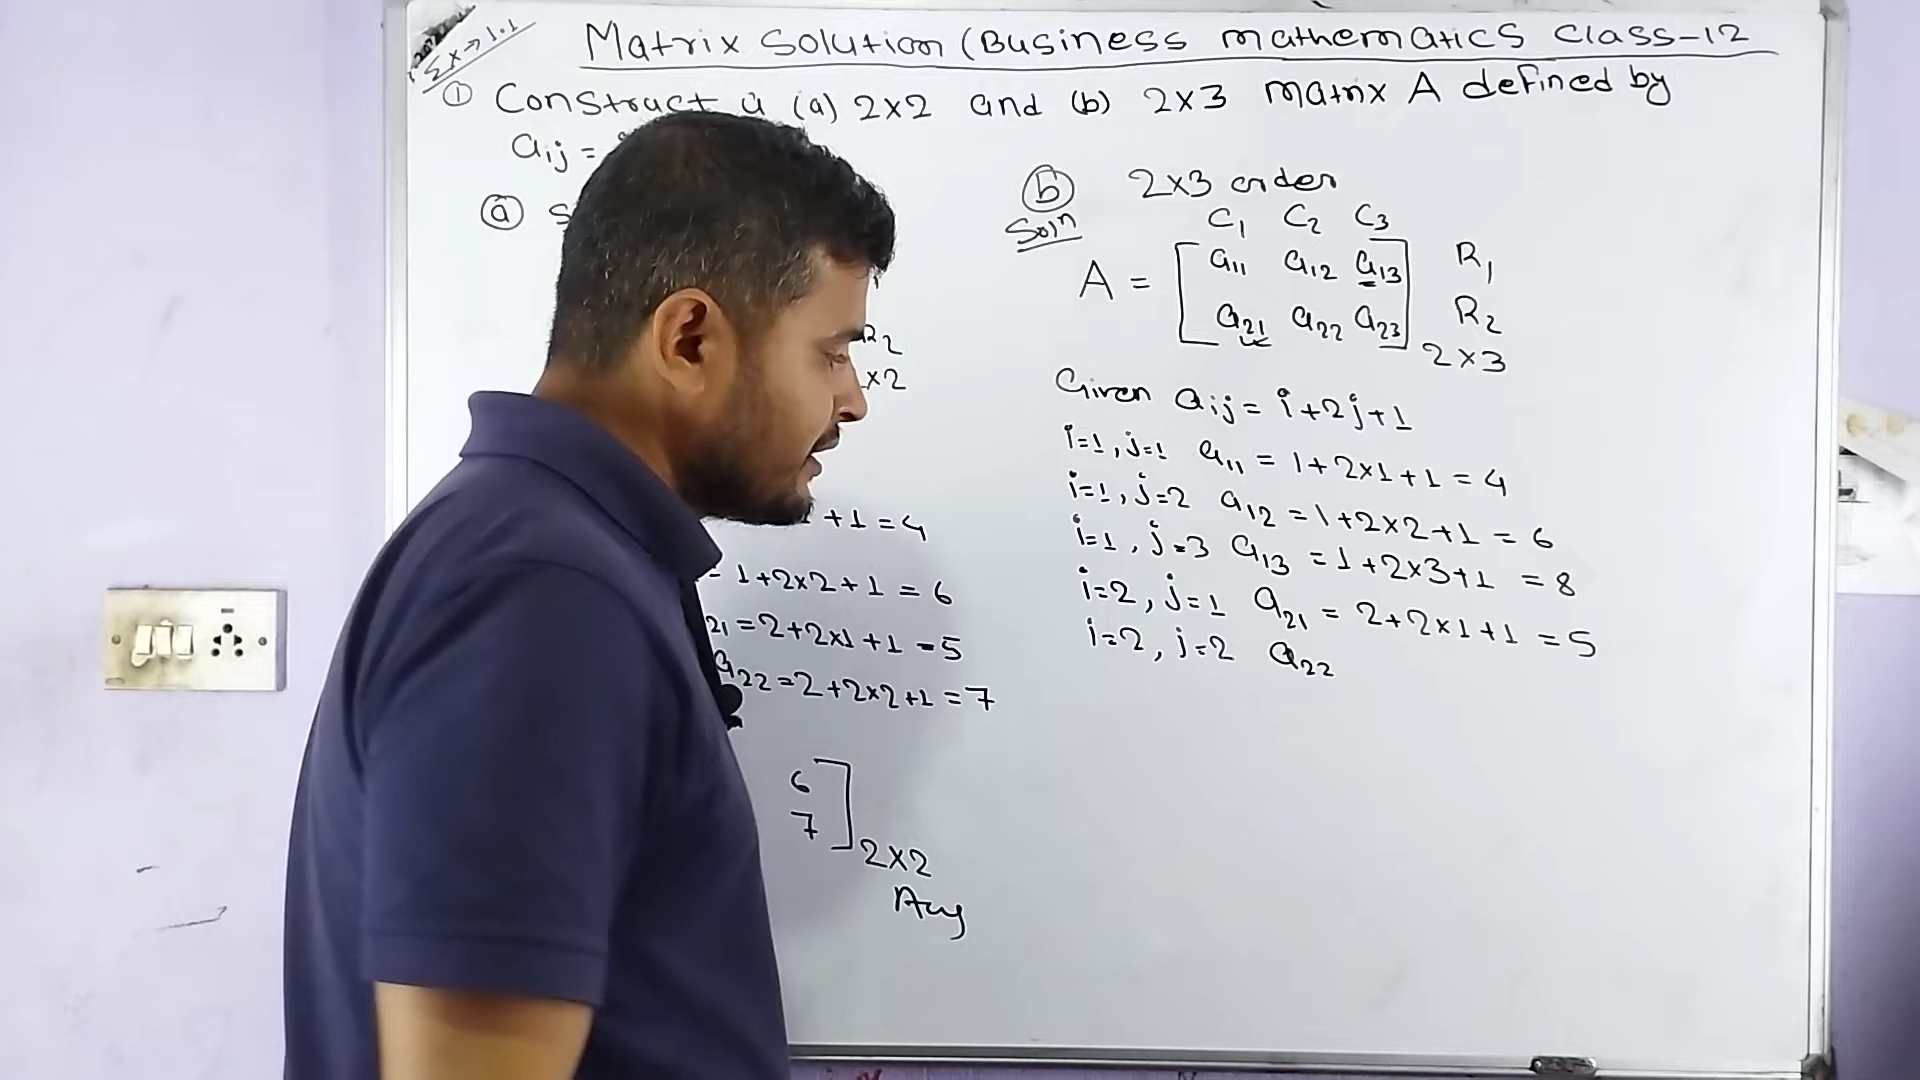 Ex → 1.1
Matrix Solution (Business mathematics Class-12
① Construct a (a) 2×2 and (b) 2×3 matrix A defined by
aij =
ⓐ S
R2
×2
+1 = 4
= 1+2×2+1 = 6
21 = 2+2×1+1 = 5
a22 = 2+2×2+1 = 7
6
7
2×2
Ans
ⓑ 2×3 order
Soln
C1 C2 C3
A = [ a11 a12 a13 ] R1
a21 a22 a23 R2
2×3
Given aij = i+2j+1
i=1, j=1 a11 = 1+2×1+1 = 4
i=1, j=2 a12 = 1+2×2+1 = 6
i=1, j=3 a13 = 1+2×3+1 = 8
i=2, j=1 a21 = 2+2×1+1 = 5
i=2, j=2 a22